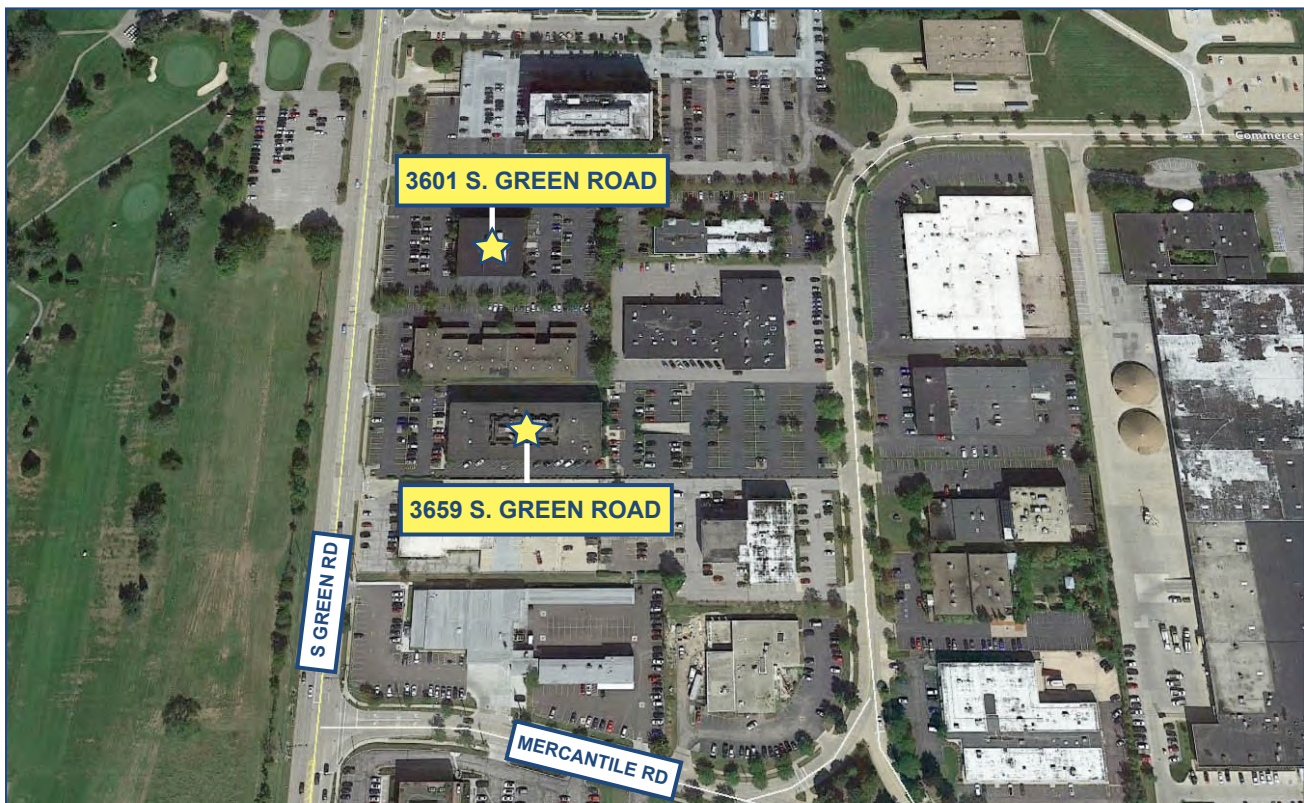 Commerce
3601 S. GREEN ROAD
3659 S. GREEN ROAD
S GREEN RD
MERCANTILE RD